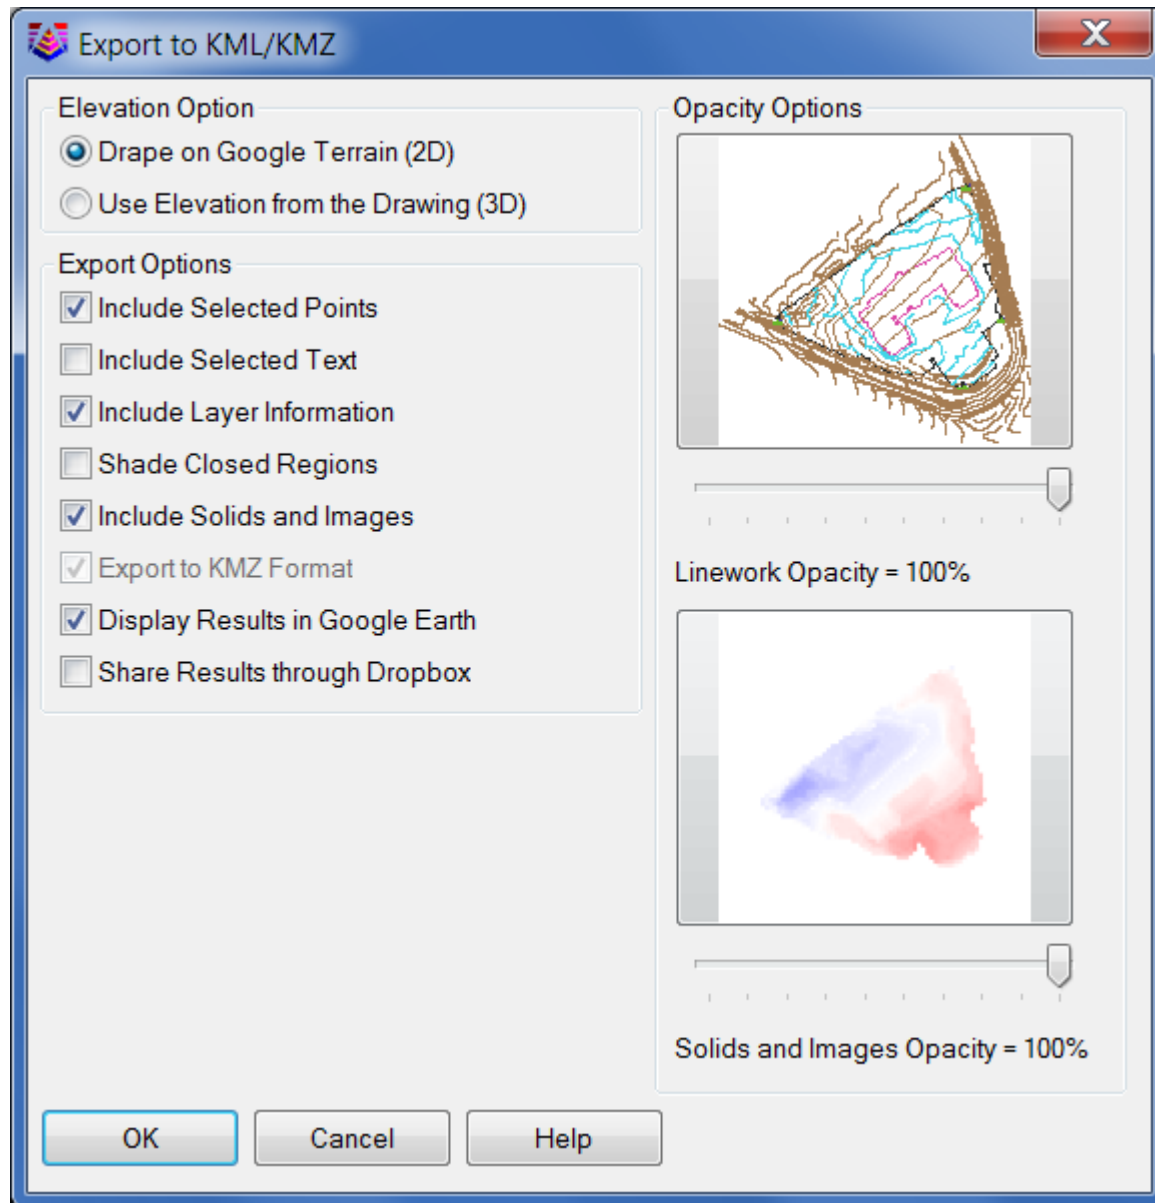 Export to KML/KMZ
Elevation Option
Drape on Google Terrain (2D)
Use Elevation from the Drawing (3D)
Export Options
Include Selected Points
Include Selected Text
Include Layer Information
Shade Closed Regions
Include Solids and Images
Export to KMZ Format
Display Results in Google Earth
Share Results through Dropbox
Opacity Options
Linework Opacity = 100%
Solids and Images Opacity = 100%
OK
Cancel
Help